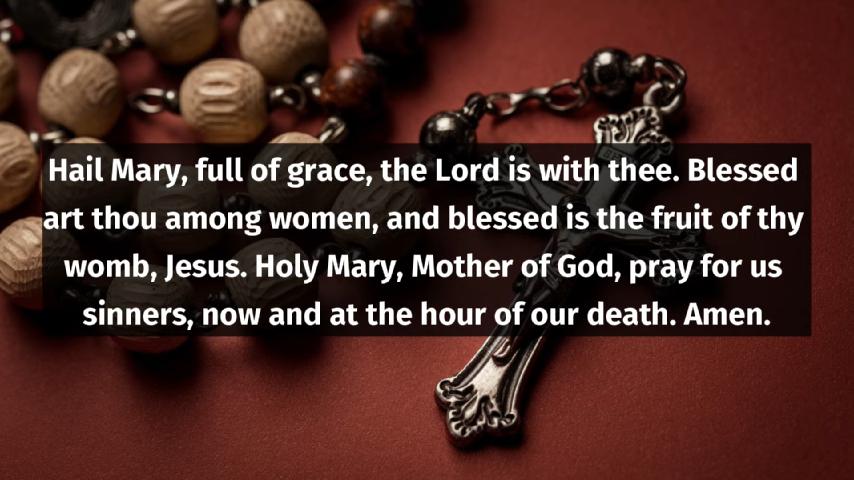 Hail Mary, full of grace, the Lord is with thee. Blessed
art thou among women, and blessed is the fruit of thy
womb, Jesus. Holy Mary, Mother of God, pray for us
sinners, now and at the hour of our death. Amen.